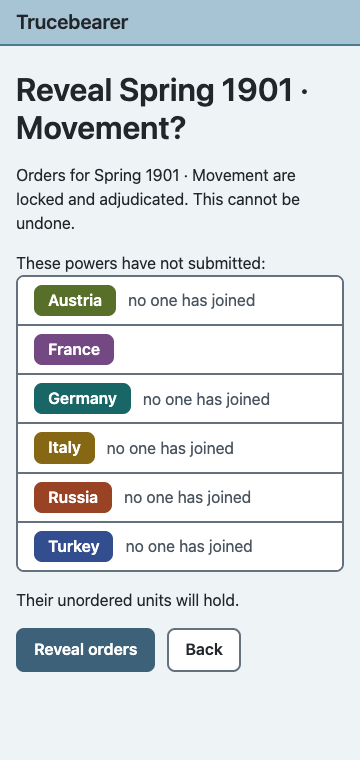 Trucebearer
Reveal Spring 1901 ·
Movement?
Orders for Spring 1901 · Movement are
locked and adjudicated. This cannot be
undone.
These powers have not submitted:
Austria no one has joined
France
Germany no one has joined
Italy no one has joined
Russia no one has joined
Turkey no one has joined
Their unordered units will hold.
Reveal orders Back